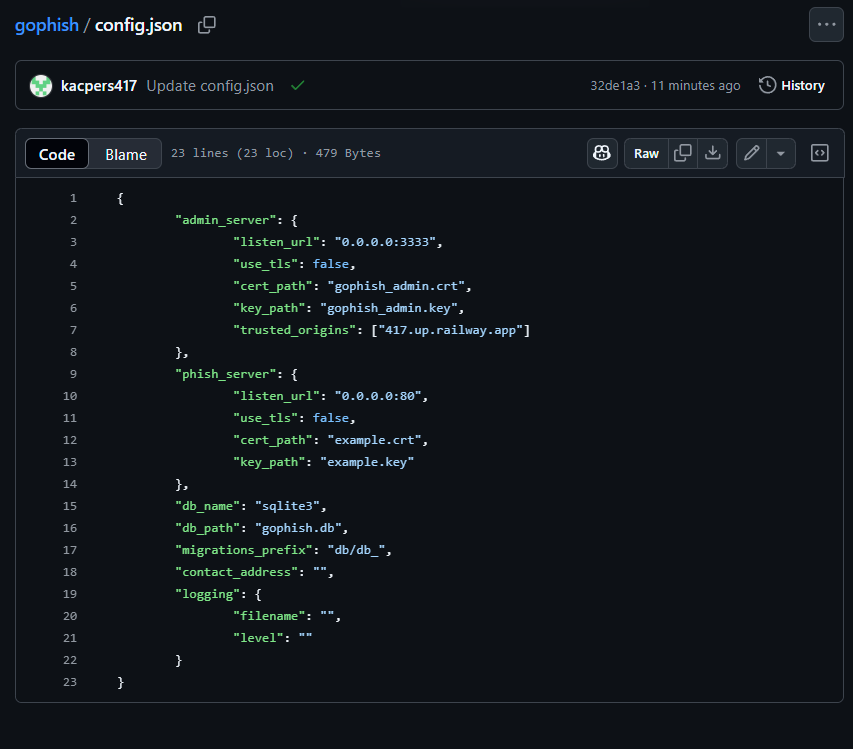 gophish / config.json
kacpers417 Update config.json 32de1a3 · 11 minutes ago History
Code Blame 23 lines (23 loc) · 479 Bytes Raw
1 {
2 "admin_server": {
3 "listen_url": "0.0.0.0:3333",
4 "use_tls": false,
5 "cert_path": "gophish_admin.crt",
6 "key_path": "gophish_admin.key",
7 "trusted_origins": ["417.up.railway.app"]
8 },
9 "phish_server": {
10 "listen_url": "0.0.0.0:80",
11 "use_tls": false,
12 "cert_path": "example.crt",
13 "key_path": "example.key"
14 },
15 "db_name": "sqlite3",
16 "db_path": "gophish.db",
17 "migrations_prefix": "db/db_",
18 "contact_address": "",
19 "logging": {
20 "filename": "",
21 "level": ""
22 }
23 }